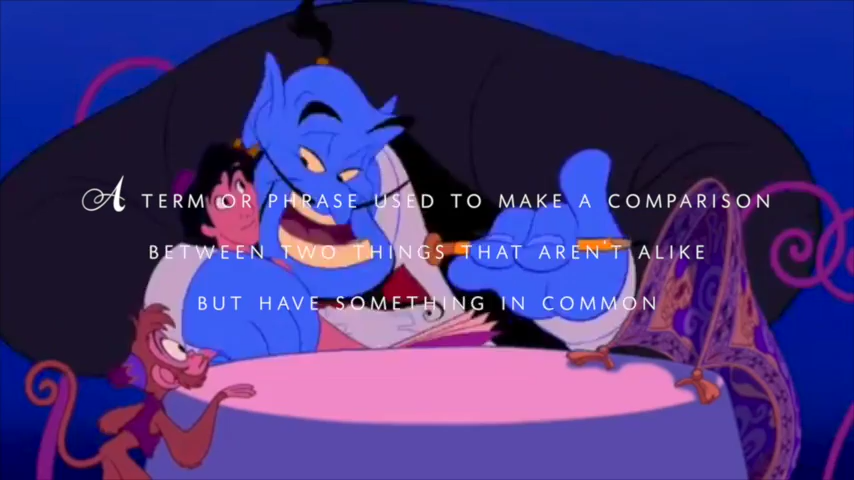 A TERM OR PHRASE USED TO MAKE A COMPARISON
BETWEEN TWO THINGS THAT AREN'T ALIKE
BUT HAVE SOMETHING IN COMMON